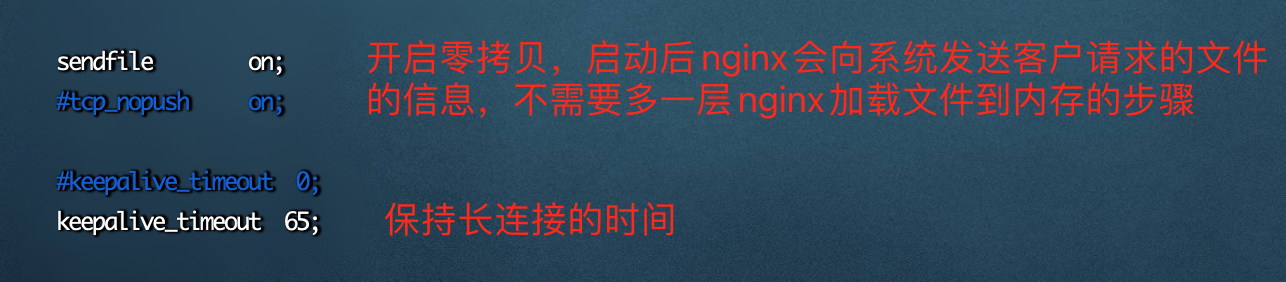 sendfile on; 开启零拷贝，启动后nginx会向系统发送客户请求的文件
#tcp_nopush on; 的信息，不需要多一层nginx加载文件到内存的步骤
#keepalive_timeout 0;
keepalive_timeout 65; 保持长连接的时间